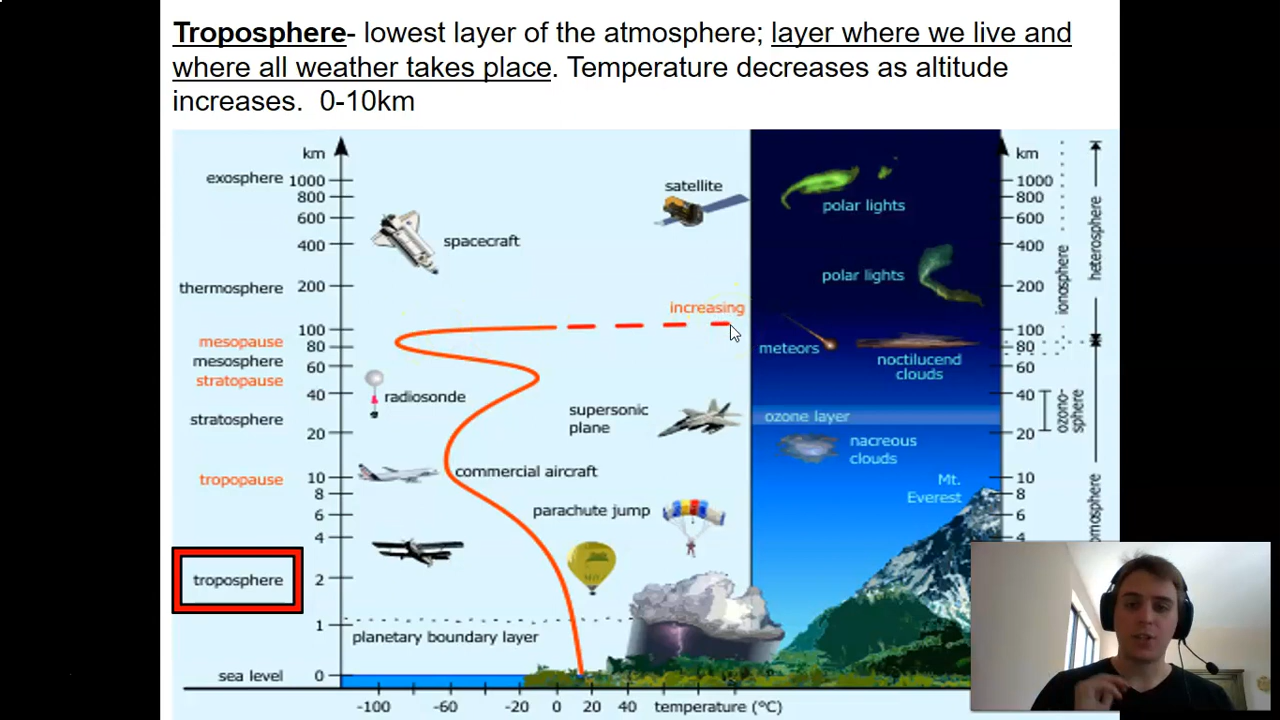 Troposphere- lowest layer of the atmosphere; layer where we live and
where all weather takes place. Temperature decreases as altitude
increases.  0-10km
km
km
exosphere 1000
satellite
1000
polar lights
800
800
600
600
400
spacecraft
400
polar lights
thermosphere 200
200
increasing
ionosphere
heterosphere
100
100
mesopause
80
meteors
80
mesosphere
60
noctilucend
clouds
60
stratopause
40
radiosonde
40
supersonic
plane
ozone layer
ozono-
sphere
stratosphere
20
20
nacreous
clouds
tropopause
10
commercial aircraft
10
8
Mt.
Everest
8
6
parachute jump
6
4
4
troposphere
2
1
planetary boundary layer
sea level 0
-100 -60 -20 0 20 40 temperature (°C)